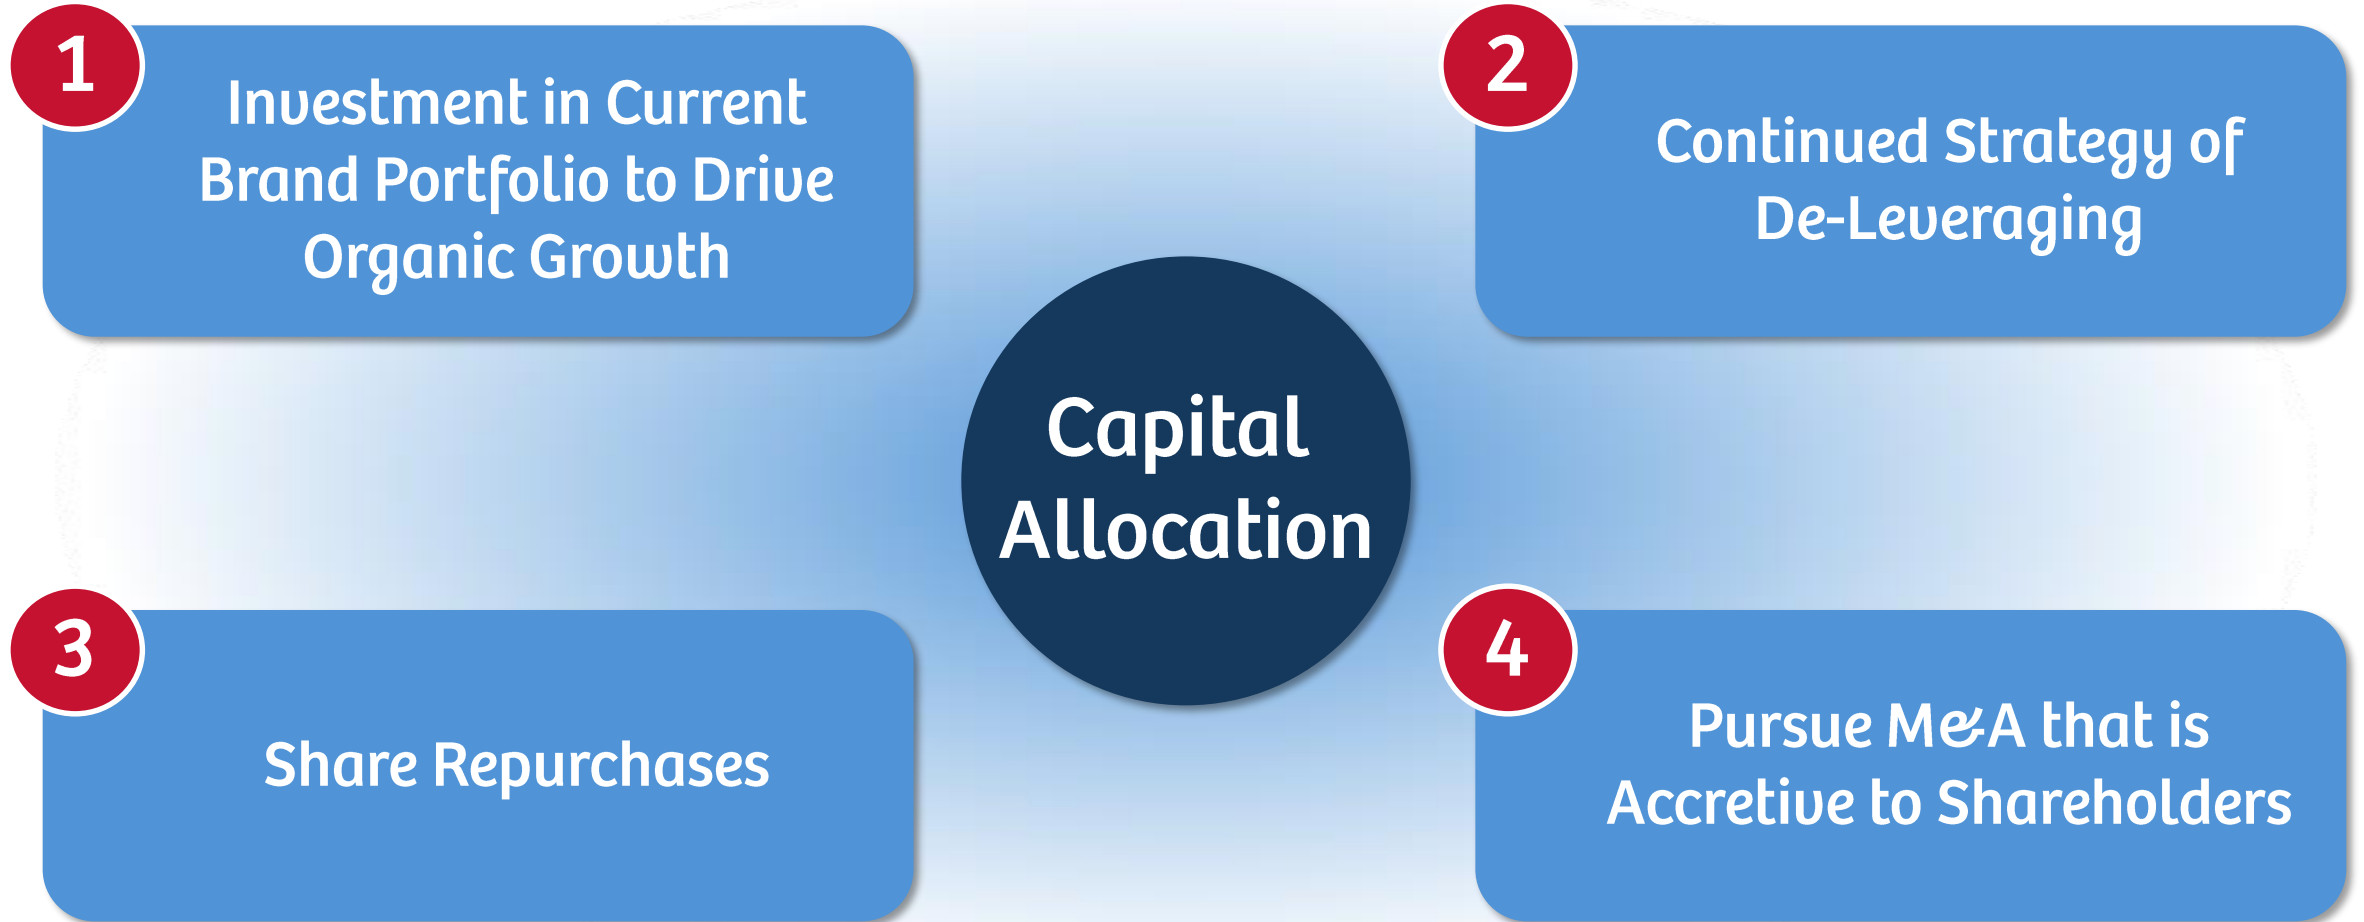 1
Investment in Current
Brand Portfolio to Drive
Organic Growth
2
Continued Strategy of
De-Leveraging
Capital
Allocation
3
Share Repurchases
4
Pursue M&A that is
Accretive to Shareholders